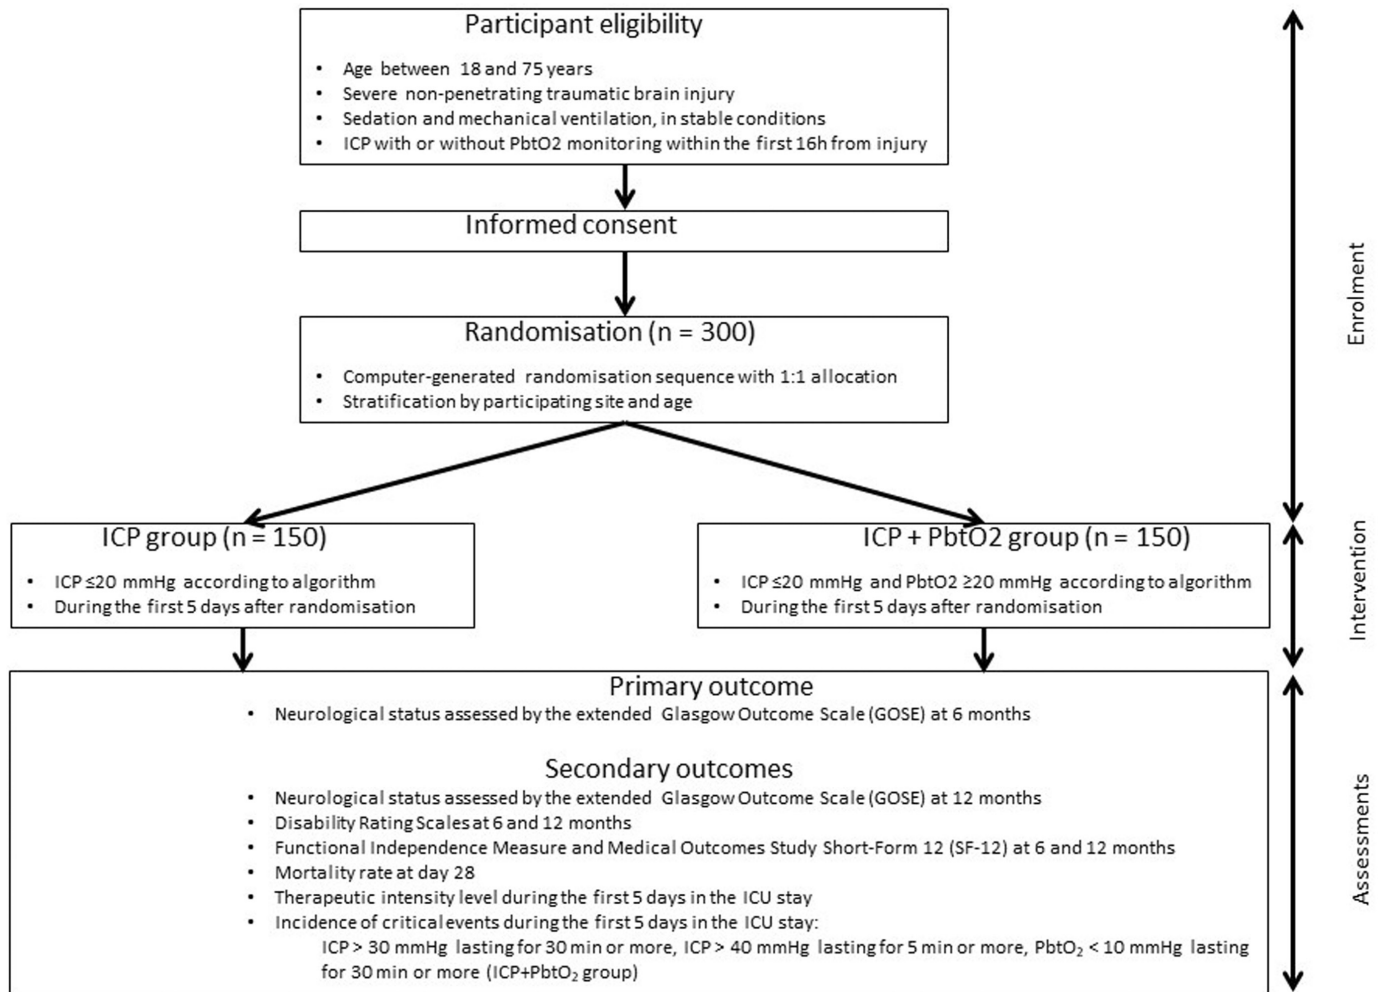 Participant eligibility
• Age between 18 and 75 years
• Severe non-penetrating traumatic brain injury
• Sedation and mechanical ventilation, in stable conditions
• ICP with or without PbtO2 monitoring within the first 16h from injury
Informed consent
Randomisation (n = 300)
• Computer-generated randomisation sequence with 1:1 allocation
• Stratification by participating site and age
Enrolment
ICP group (n = 150)
• ICP ≤20 mmHg according to algorithm
• During the first 5 days after randomisation
ICP + PbtO2 group (n = 150)
• ICP ≤20 mmHg and PbtO2 ≥20 mmHg according to algorithm
• During the first 5 days after randomisation
Intervention
Primary outcome
• Neurological status assessed by the extended Glasgow Outcome Scale (GOSE) at 6 months
Secondary outcomes
• Neurological status assessed by the extended Glasgow Outcome Scale (GOSE) at 12 months
• Disability Rating Scales at 6 and 12 months
• Functional Independence Measure and Medical Outcomes Study Short-Form 12 (SF-12) at 6 and 12 months
• Mortality rate at day 28
• Therapeutic intensity level during the first 5 days in the ICU stay
• Incidence of critical events during the first 5 days in the ICU stay:
ICP > 30 mmHg lasting for 30 min or more, ICP > 40 mmHg lasting for 5 min or more, PbtO₂ < 10 mmHg lasting
for 30 min or more (ICP+PbtO₂ group)
Assessments